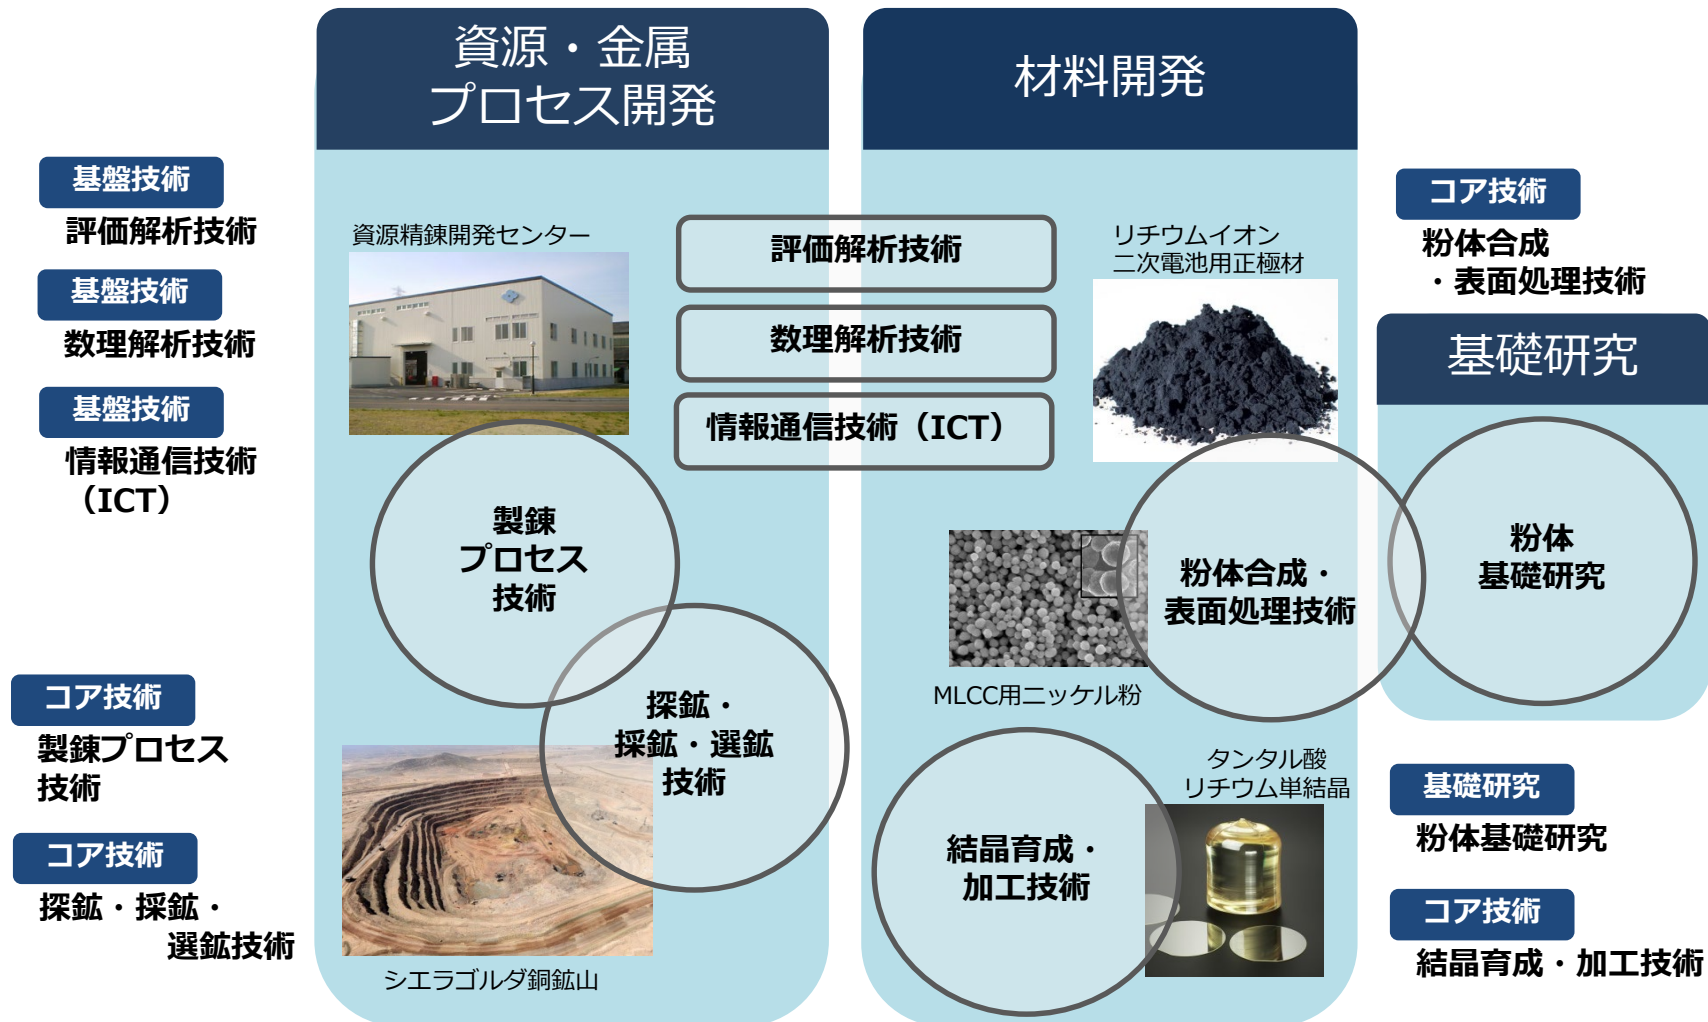 資源・金属
プロセス開発
材料開発
基盤技術
評価解析技術
基盤技術
数理解析技術
基盤技術
情報通信技術
（ICT）
コア技術
製錬プロセス
技術
コア技術
探鉱・採鉱・
選鉱技術
資源精錬開発センター
製錬
プロセス
技術
探鉱・
採鉱・選鉱
技術
シエラゴルダ銅鉱山
評価解析技術
数理解析技術
情報通信技術（ICT）
リチウムイオン
二次電池用正極材
MLCC用ニッケル粉
粉体合成・
表面処理技術
タンタル酸
リチウム単結晶
結晶育成・
加工技術
コア技術
粉体合成
・表面処理技術
基礎研究
粉体
基礎研究
基礎研究
粉体基礎研究
コア技術
結晶育成・加工技術